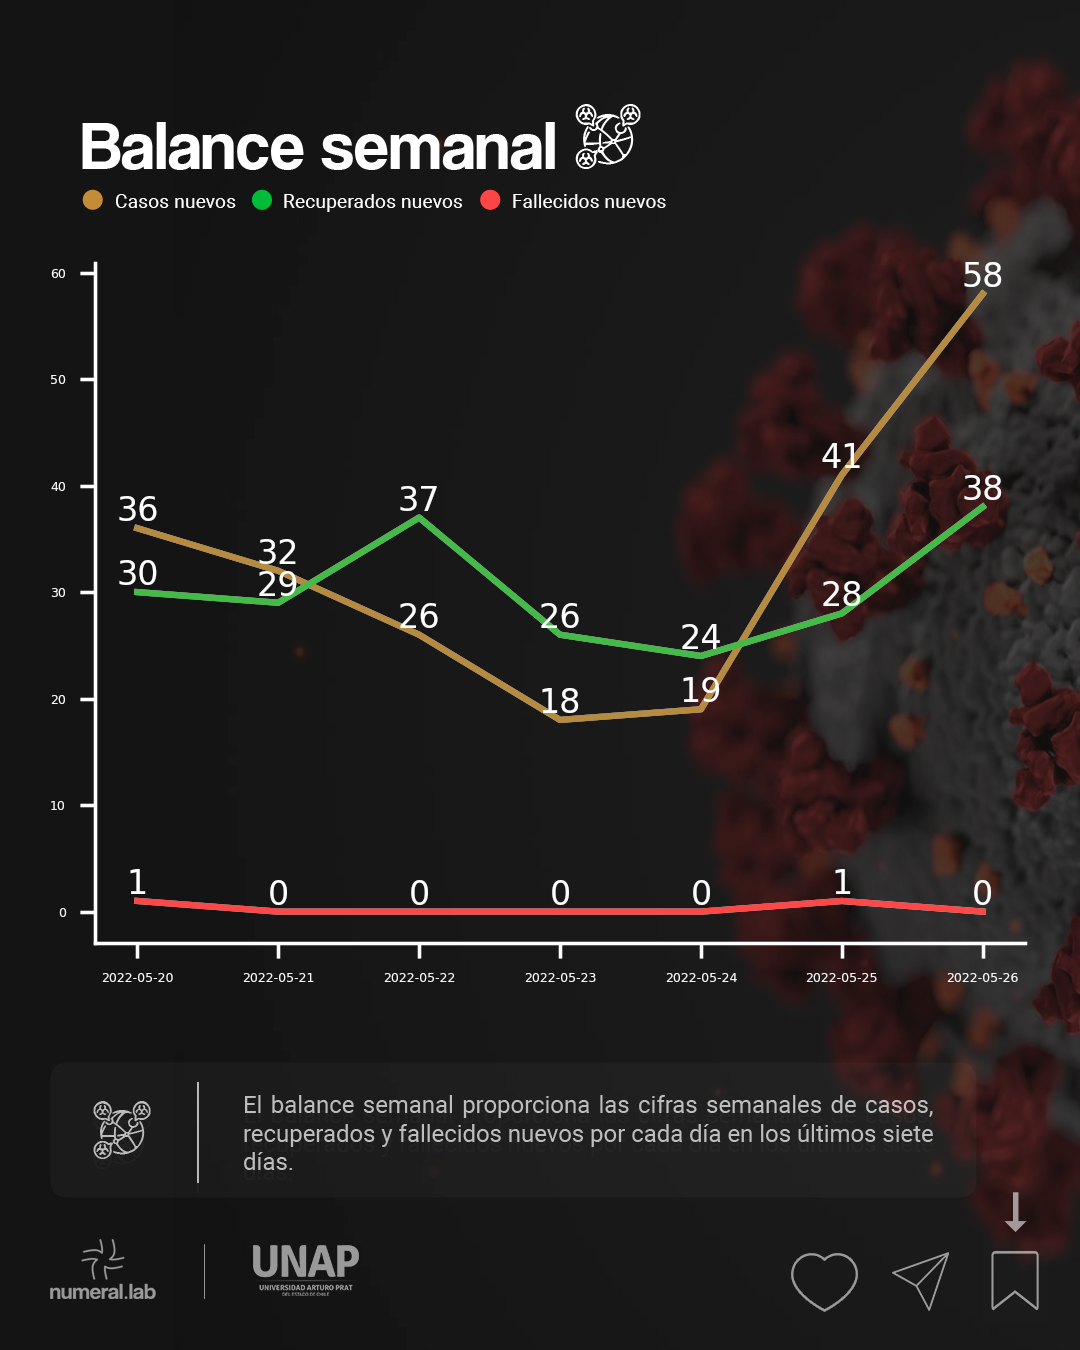 Balance semanal
Casos nuevos Recuperados nuevos Fallecidos nuevos
60
58
50
41
40
38
37
36
32
30
29
30
28
26
26
24
20
19
18
10
1
0
0
0
0
1
0
0
2022-05-20 2022-05-21 2022-05-22 2022-05-23 2022-05-24 2022-05-25 2022-05-26
El balance semanal proporciona las cifras semanales de casos,
recuperados y fallecidos nuevos por cada día en los últimos siete
días.
numeral.lab
UNAP
UNIVERSIDAD ARTURO PRAT
DEL ESTADO DE CHILE